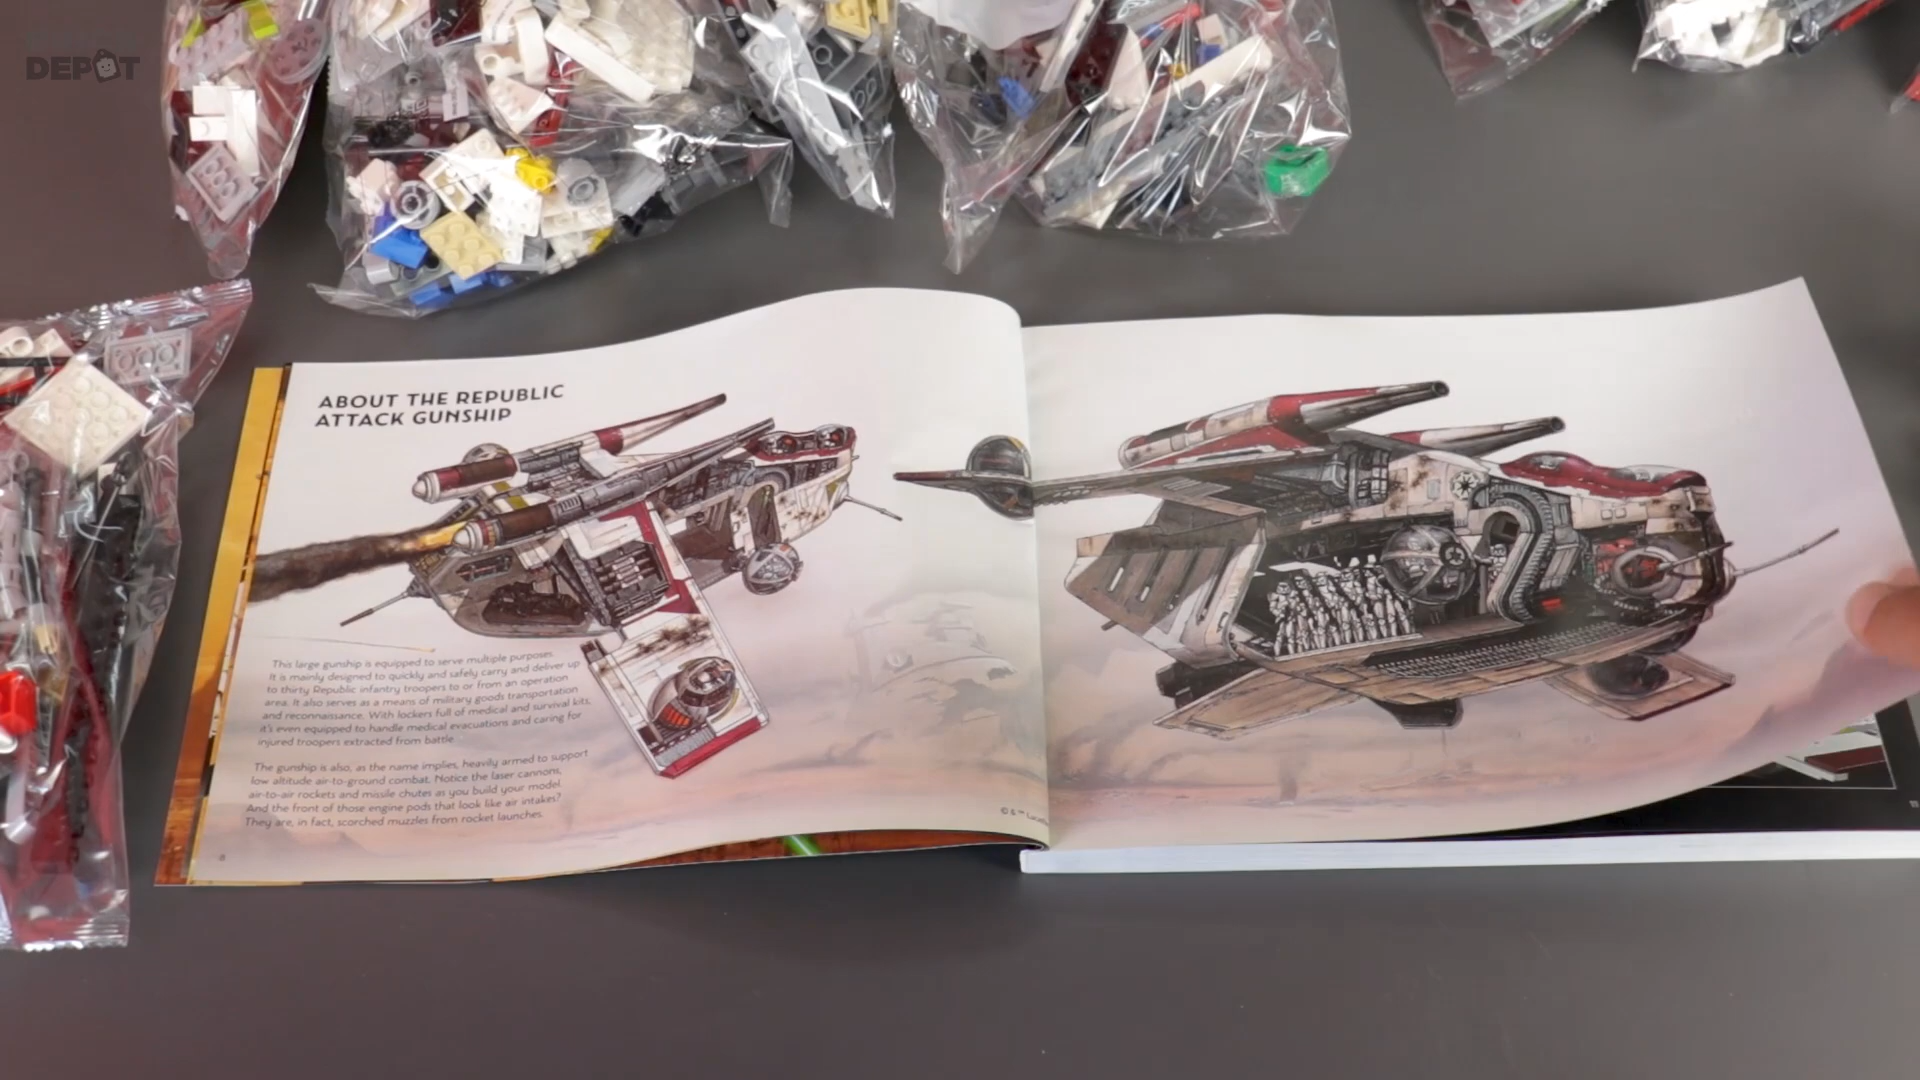 DEPOT
ABOUT THE REPUBLIC
ATTACK GUNSHIP
This large gunship is equipped to serve multiple purposes.
It is mainly designed to quickly and safely carry and deliver up
to thirty Republic infantry troopers to or from an operation
area. It also serves as a means of military goods transportation
and reconnaissance. With lockers full of medical and survival kits,
it's even equipped to handle medical evacuations and caring for
injured troopers extracted from battle.
The gunship is also, as the name implies, heavily armed to support
low altitude air-to-ground combat. Notice the laser cannons,
air-to-air rockets and missile chutes as you build your model.
And the front of those engine pods that look like air intakes?
They are, in fact, scorched muzzles from rocket launches.